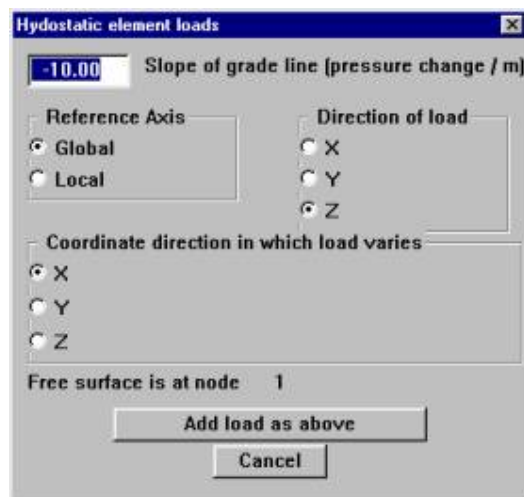 Hydostatic element loads
-10.00 Slope of grade line (pressure change / m)
Reference Axis
Global
Local
Direction of load
X
Y
Z
Coordinate direction in which load varies
X
Y
Z
Free surface is at node 1
Add load as above
Cancel